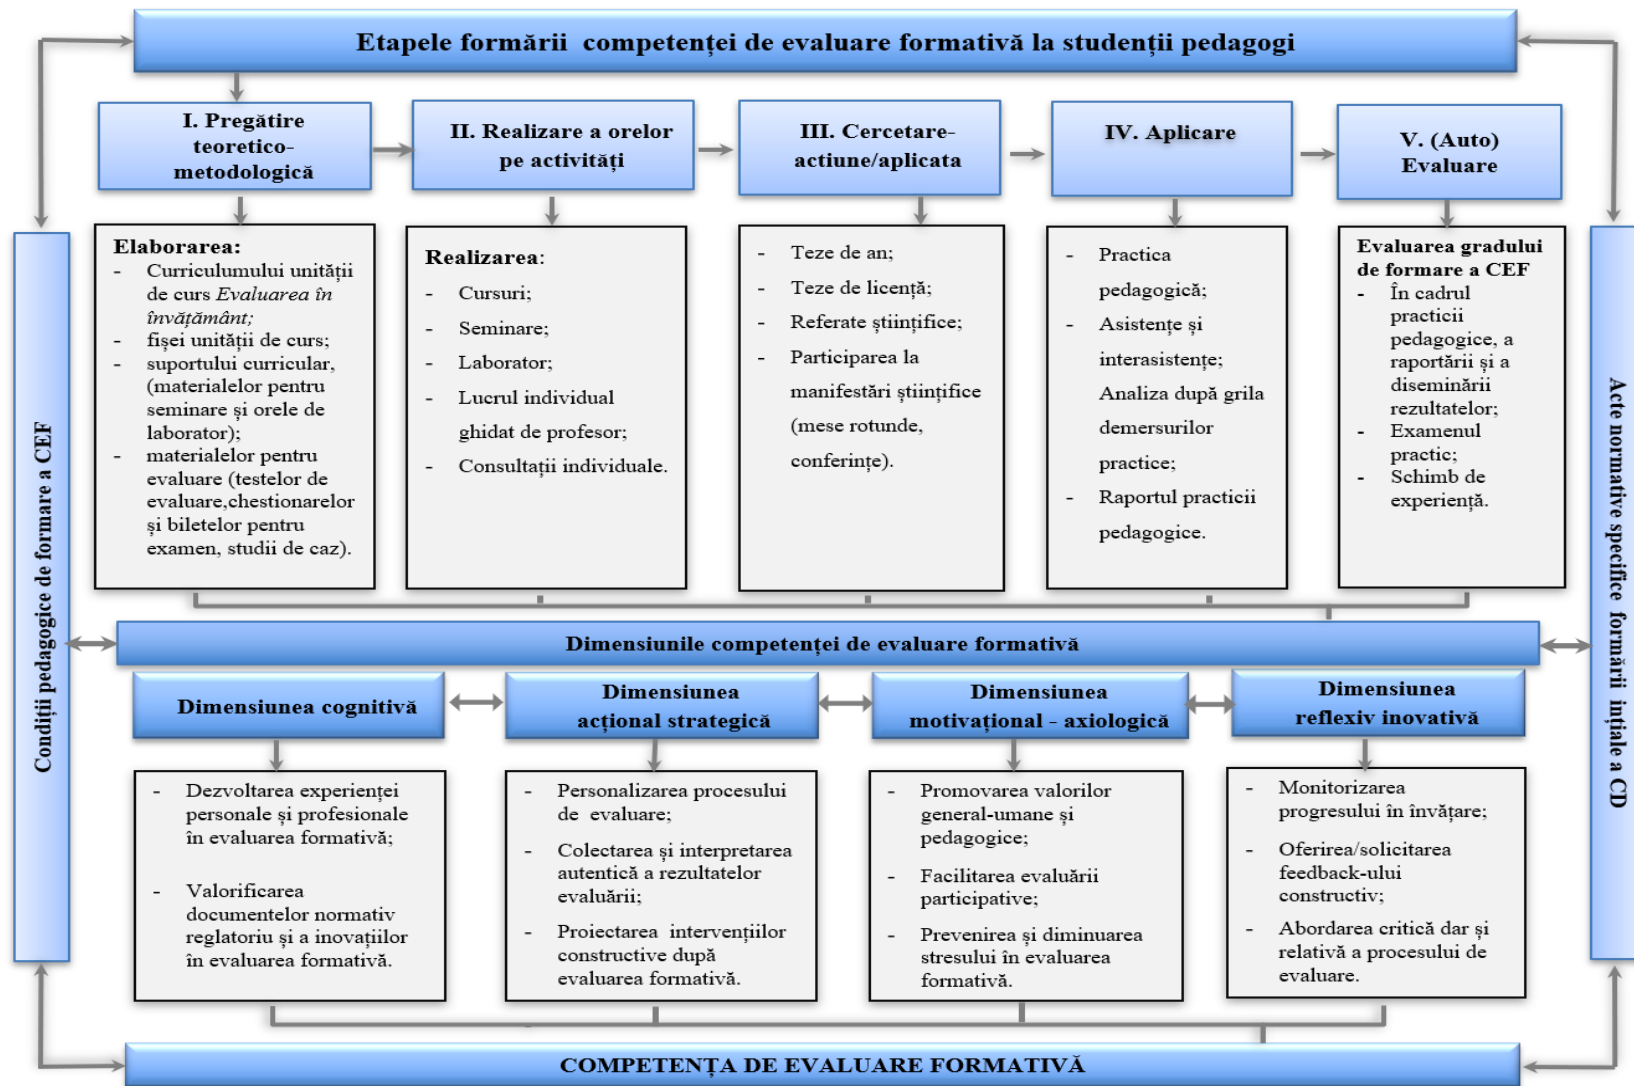 Etapele formării competenței de evaluare formativă la studenții pedagogi
I. Pregătire
teoretico-
metodologică
II. Realizare a orelor
pe activități
III. Cercetare-
actiune/aplicata
IV. Aplicare
V. (Auto)
Evaluare
Elaborarea:
- Curriculumului unității
de curs Evaluarea în
învățământ;
- fișei unității de curs;
- suportului curricular,
(materialelor pentru
seminare și orele de
laborator);
- materialelor pentru
evaluare (testelor de
evaluare,chestionarelor
și biletelor pentru
examen, studii de caz).
Realizarea:
- Cursuri;
- Seminare;
- Laborator;
- Lucrul individual
ghidat de profesor;
- Consultații individuale.
- Teze de an;
- Teze de licență;
- Referate științifice;
- Participarea la
manifestări științifice
(mese rotunde,
conferințe).
- Practica
pedagogică;
- Asistențe și
interasistențe;
Analiza după grila
demersurilor
practice;
- Raportul practicii
pedagogice.
Evaluarea gradului
de formare a CEF
- În cadrul
practicii
pedagogice, a
raportării și a
diseminării
rezultatelor;
- Examenul
practic;
- Schimb de
experiență.
Condiții pedagogice de formare a CEF
Acte normative specifice formării ințiale a CD
Dimensiunile competenței de evaluare formativă
Dimensiunea cognitivă
Dimensiunea
acțional strategică
Dimensiunea
motivațional - axiologică
Dimensiunea
reflexiv inovativă
- Dezvoltarea experienței
personale și profesionale
în evaluarea formativă;
- Valorificarea
documentelor normativ
reglatoriu și a inovațiilor
în evaluarea formativă.
- Personalizarea procesului
de evaluare;
- Colectarea și interpretarea
autentică a rezultatelor
evaluării;
- Proiectarea intervențiilor
constructive după
evaluarea formativă.
- Promovarea valorilor
general-umane și
pedagogice;
- Facilitarea evaluării
participative;
- Prevenirea și diminuarea
stresului în evaluarea
formativă.
- Monitorizarea
progresului în învățare;
- Oferirea/solicitarea
feedback-ului
constructiv;
- Abordarea critică dar și
relativă a procesului de
evaluare.
COMPETENȚA DE EVALUARE FORMATIVĂ